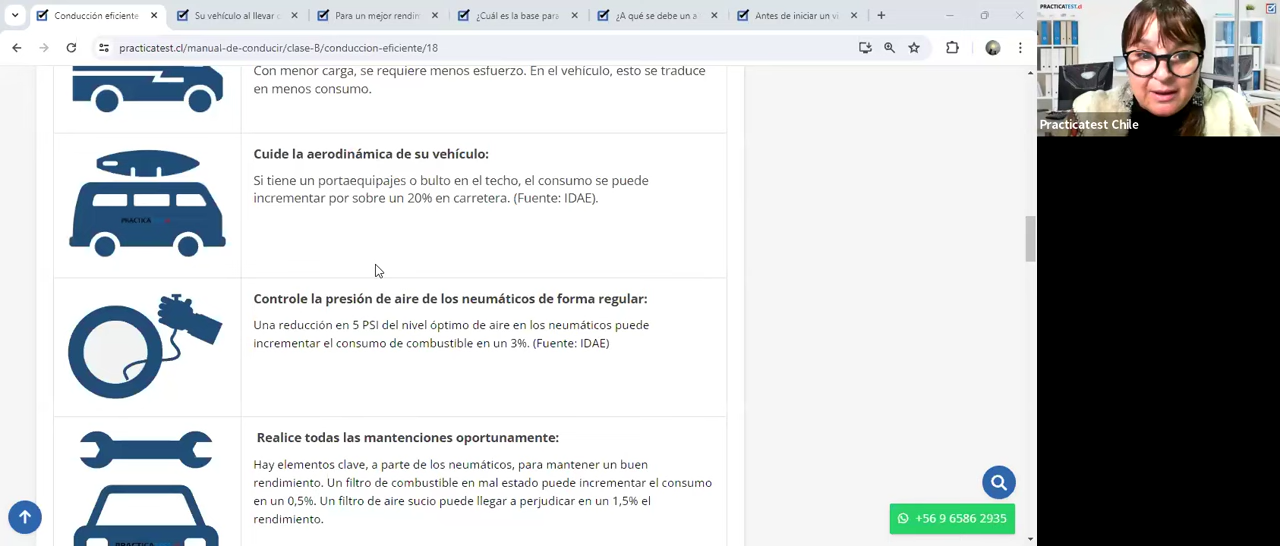 Conducción eficiente
Su vehículo al llevar c
Para un mejor rendim
¿Cuál es la base para
¿A qué se debe un a
Antes de iniciar un vi
practicatest.cl/manual-de-conducir/clase-B/conduccion-eficiente/18
PRACTICATEST.cl
Con menor carga, se requiere menos esfuerzo. En el vehículo, esto se traduce
en menos consumo.
Practicatest Chile
Cuide la aerodinámica de su vehículo:
Si tiene un portaequipajes o bulto en el techo, el consumo se puede
incrementar por sobre un 20% en carretera. (Fuente: IDAE).
Controle la presión de aire de los neumáticos de forma regular:
Una reducción en 5 PSI del nivel óptimo de aire en los neumáticos puede
incrementar el consumo de combustible en un 3%. (Fuente: IDAE)
Realice todas las mantenciones oportunamente:
Hay elementos clave, a parte de los neumáticos, para mantener un buen
rendimiento. Un filtro de combustible en mal estado puede incrementar el consumo
en un 0.5%. Un filtro de aire sucio puede llegar a perjudicar en un 1,5% el
rendimiento.
+56 9 6586 2935